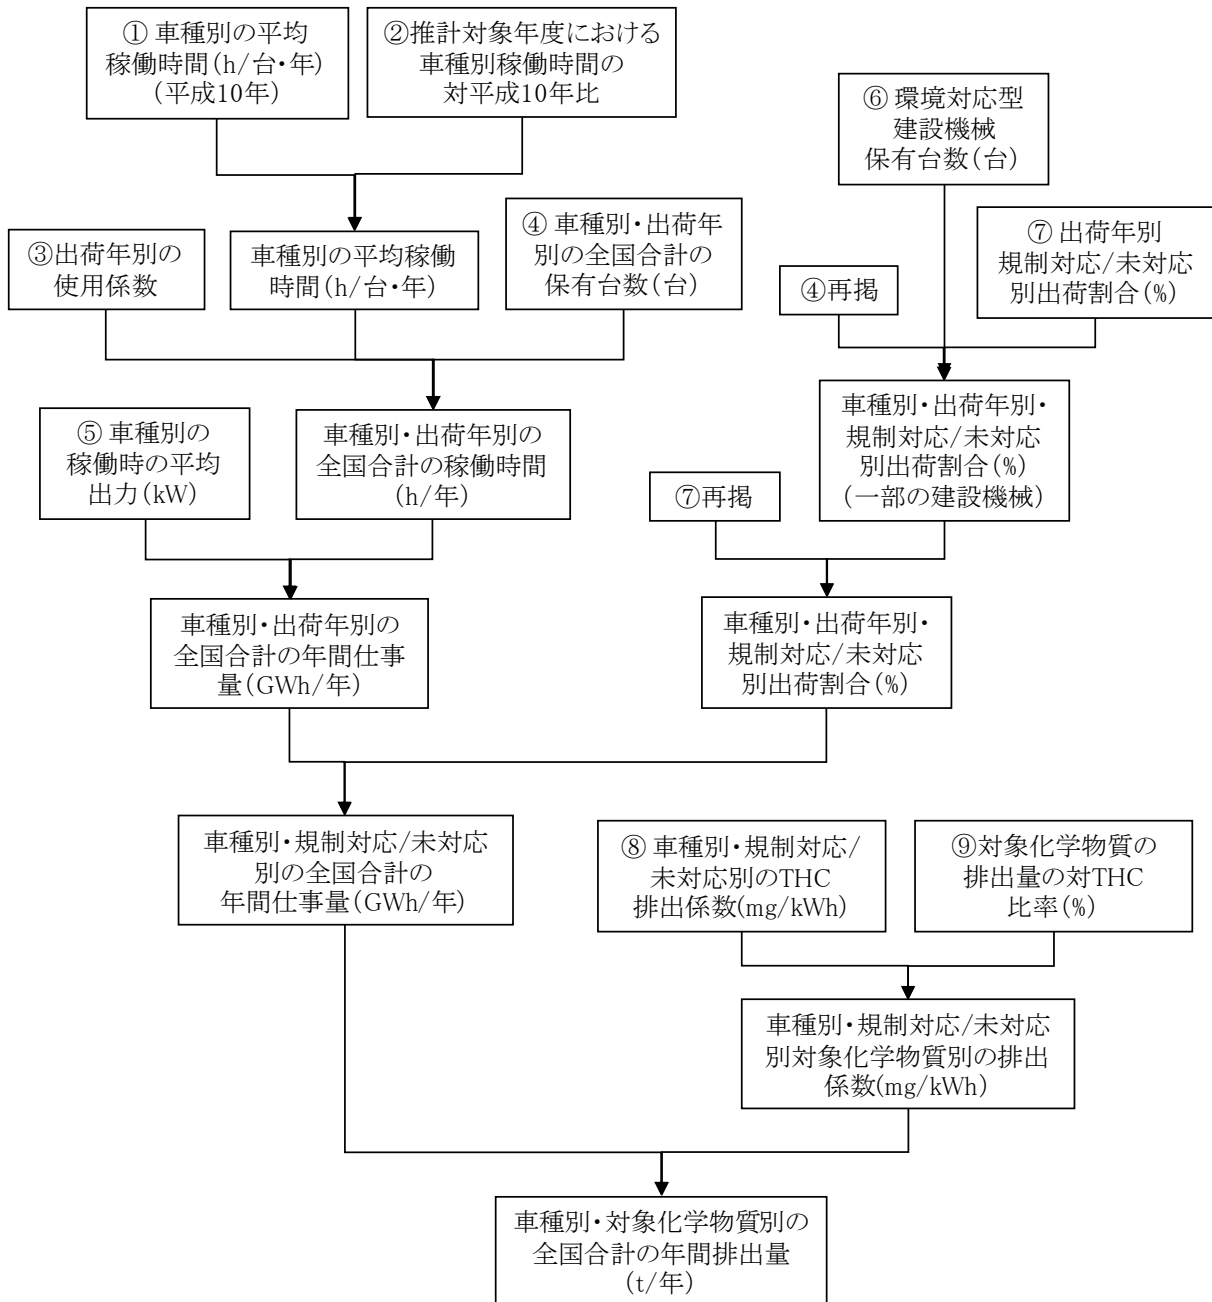 ① 車種別の平均
稼働時間(h/台・年)
(平成10年)
②推計対象年度における
車種別稼働時間の
対平成10年比
⑥ 環境対応型
建設機械
保有台数(台)
③出荷年別の
使用係数
車種別の平均稼働
時間(h/台・年)
④ 車種別・出荷年
別の全国合計の
保有台数(台)
④再掲
⑦ 出荷年別
規制対応/未対応
別出荷割合(%)
⑤ 車種別の
稼働時の平均
出力(kW)
車種別・出荷年別の
全国合計の稼働時間
(h/年)
⑦再掲
車種別・出荷年別・
規制対応/未対応
別出荷割合(%)
(一部の建設機械)
車種別・出荷年別の
全国合計の年間仕事
量(GWh/年)
車種別・出荷年別・
規制対応/未対応
別出荷割合(%)
車種別・規制対応/未対応
別の全国合計の
年間仕事量(GWh/年)
⑧ 車種別・規制対応/
未対応別のTHC
排出係数(mg/kWh)
⑨対象化学物質の
排出量の対THC
比率(%)
車種別・規制対応/未対応
別対象化学物質別の排出
係数(mg/kWh)
車種別・対象化学物質別の
全国合計の年間排出量
(t/年)